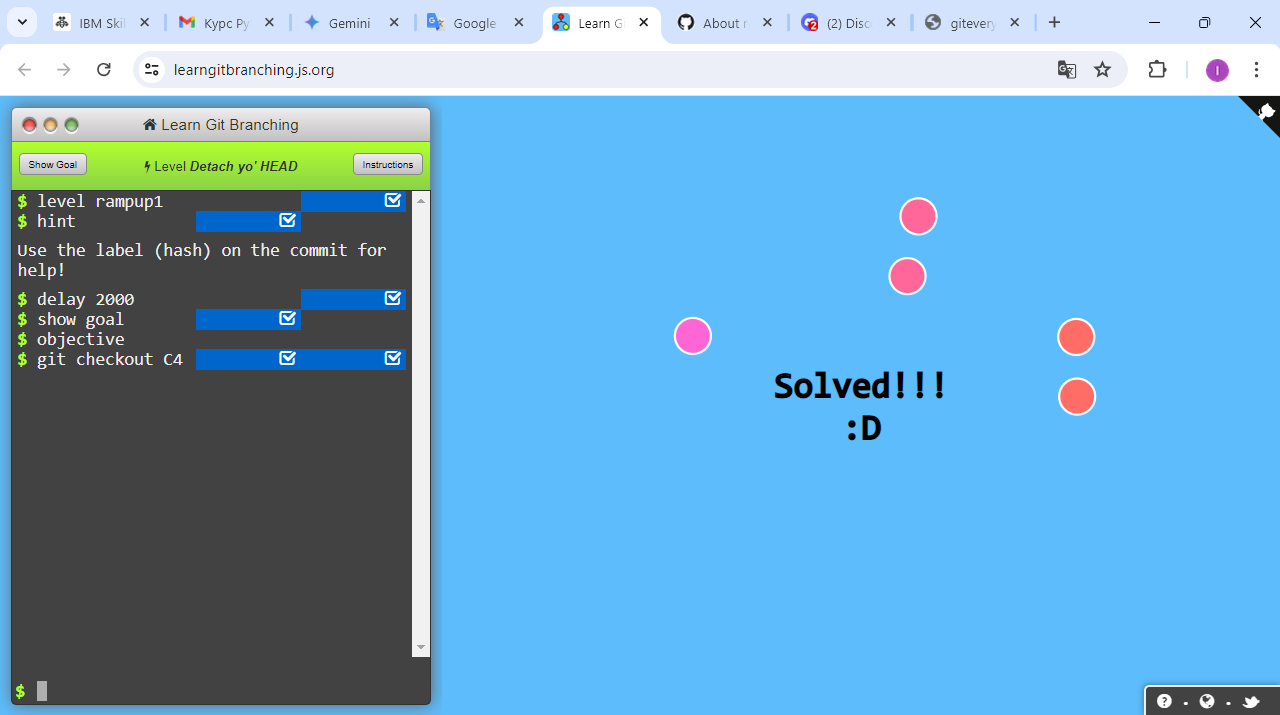 IBM Skil
Курс Ру
Gemini
Google
Learn Gi
About r
(2) Disc
gitevery
learngitbranching.js.org
I
Learn Git Branching
Show Goal
Level Detach yo' HEAD
Instructions
$ level rampup1
$ hint
Use the label (hash) on the commit for
help!
$ delay 2000
$ show goal
$ objective
$ git checkout C4
$
Solved!!!
:D